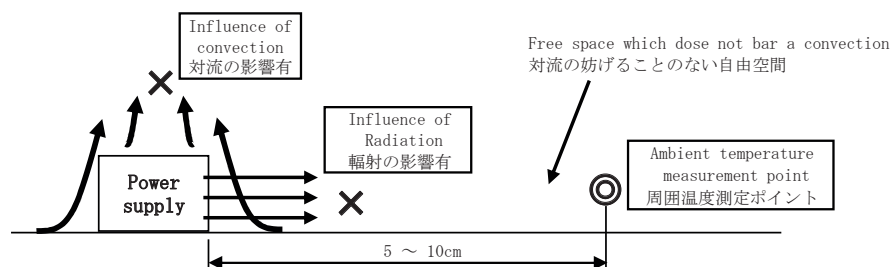 Influence of
convection
対流の影響有
Free space which dose not bar a convection
対流の妨げることのない自由空間
Influence of
Radiation
輻射の影響有
Ambient temperature
measurement point
周囲温度測定ポイント
Power
supply
5 ～ 10cm